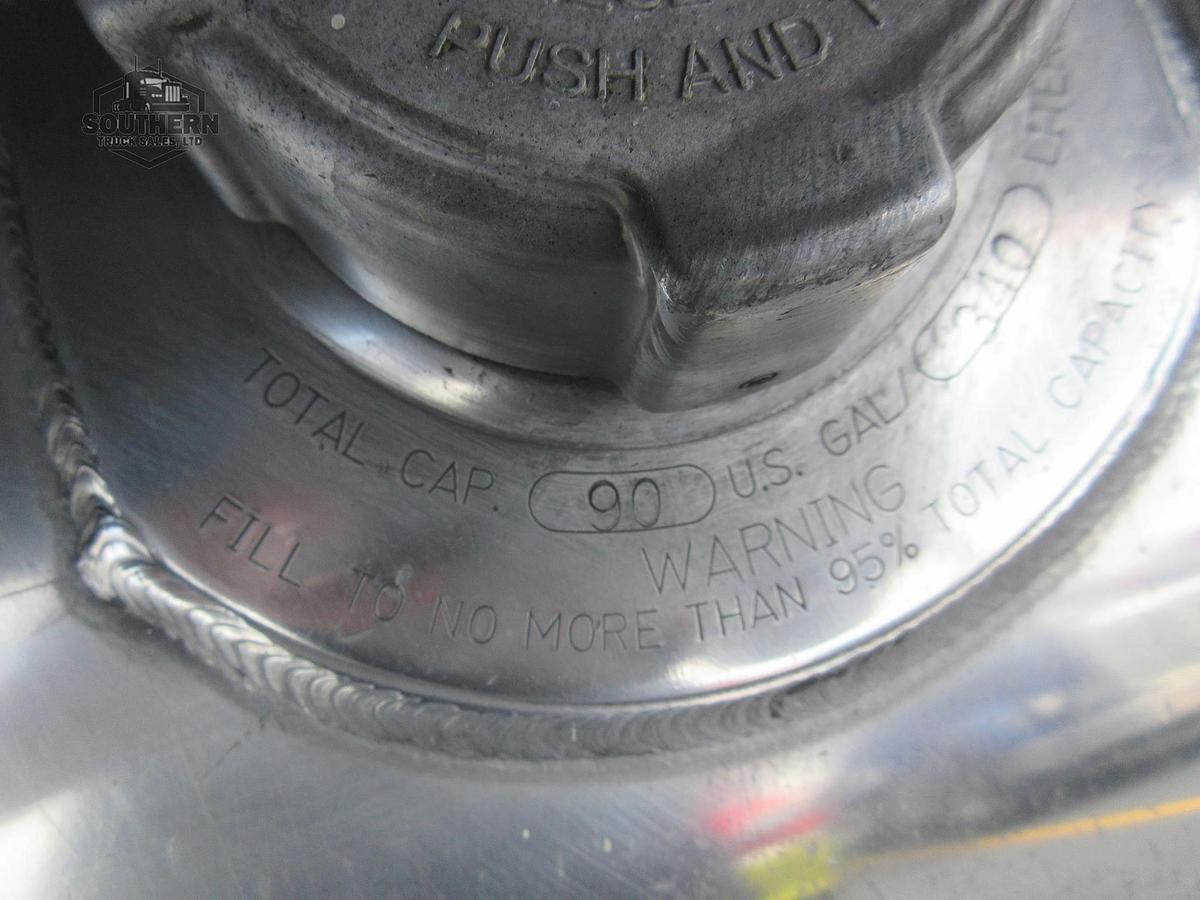 PUSH AND
SOUTHERN
TRUCK SALES, LTD
TOTAL CAP. 90 U.S. GAL/ 340 LITER
WARNING
FILL TO NO MORE THAN 95% TOTAL CAPACITY